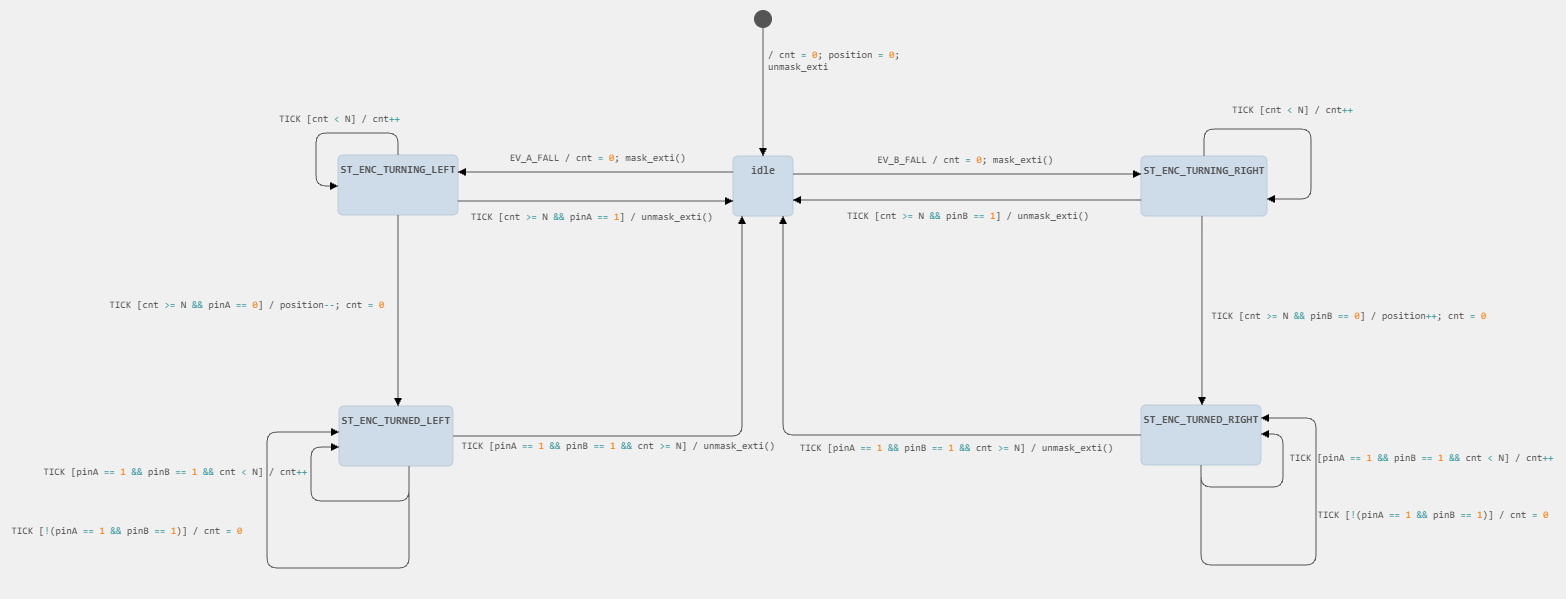 / cnt = 0; position = 0;
unmask_exti
TICK [cnt < N] / cnt++
TICK [cnt < N] / cnt++
EV_A_FALL / cnt = 0; mask_exti()
EV_B_FALL / cnt = 0; mask_exti()
ST_ENC_TURNING_LEFT
idle
ST_ENC_TURNING_RIGHT
TICK [cnt >= N && pinA == 1] / unmask_exti()
TICK [cnt >= N && pinB == 1] / unmask_exti()
TICK [cnt >= N && pinA == 0] / position--; cnt = 0
TICK [cnt >= N && pinB == 0] / position++; cnt = 0
ST_ENC_TURNED_LEFT
ST_ENC_TURNED_RIGHT
TICK [pinA == 1 && pinB == 1 && cnt >= N] / unmask_exti()
TICK [pinA == 1 && pinB == 1 && cnt >= N] / unmask_exti()
TICK [pinA == 1 && pinB == 1 && cnt < N] / cnt++
TICK [pinA == 1 && pinB == 1 && cnt < N] / cnt++
TICK [!(pinA == 1 && pinB == 1)] / cnt = 0
TICK [!(pinA == 1 && pinB == 1)] / cnt = 0